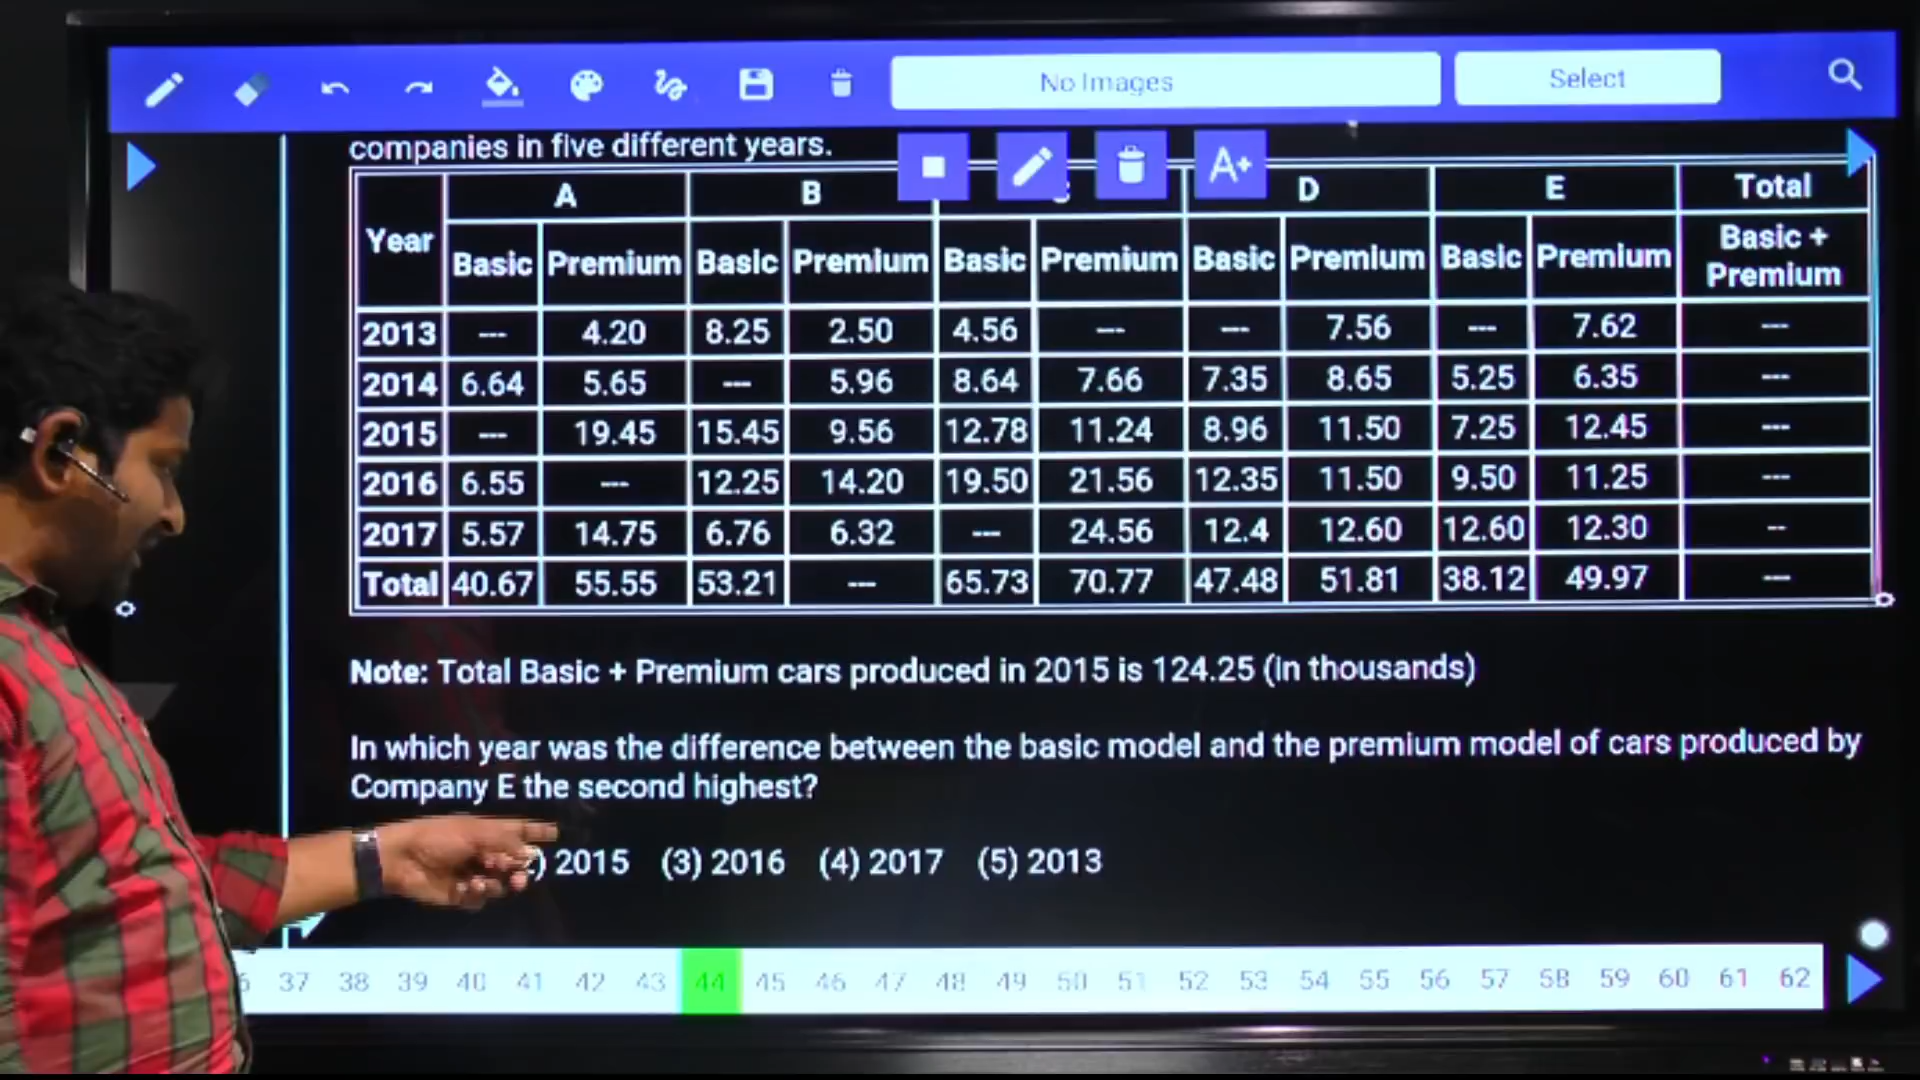 No Images
Select
companies in five different years.
A+
Year A B D E Total
Basic Premium Basic Premium Basic Premium Basic Premium Basic Premium Basic + Premium
2013 --- 4.20 8.25 2.50 4.56 --- --- 7.56 --- 7.62 ---
2014 6.64 5.65 --- 5.96 8.64 7.66 7.35 8.65 5.25 6.35 ---
2015 --- 19.45 15.45 9.56 12.78 11.24 8.96 11.50 7.25 12.45 ---
2016 6.55 --- 12.25 14.20 19.50 21.56 12.35 11.50 9.50 11.25 ---
2017 5.57 14.75 6.76 6.32 --- 24.56 12.4 12.60 12.60 12.30 --
Total 40.67 55.55 53.21 --- 65.73 70.77 47.48 51.81 38.12 49.97 ---
Note: Total Basic + Premium cars produced in 2015 is 124.25 (in thousands)
In which year was the difference between the basic model and the premium model of cars produced by
Company E the second highest?
2015 (3) 2016 (4) 2017 (5) 2013
37 38 39 40 41 42 43 44 45 46 47 48 49 50 51 52 53 54 55 56 57 58 59 60 61 62